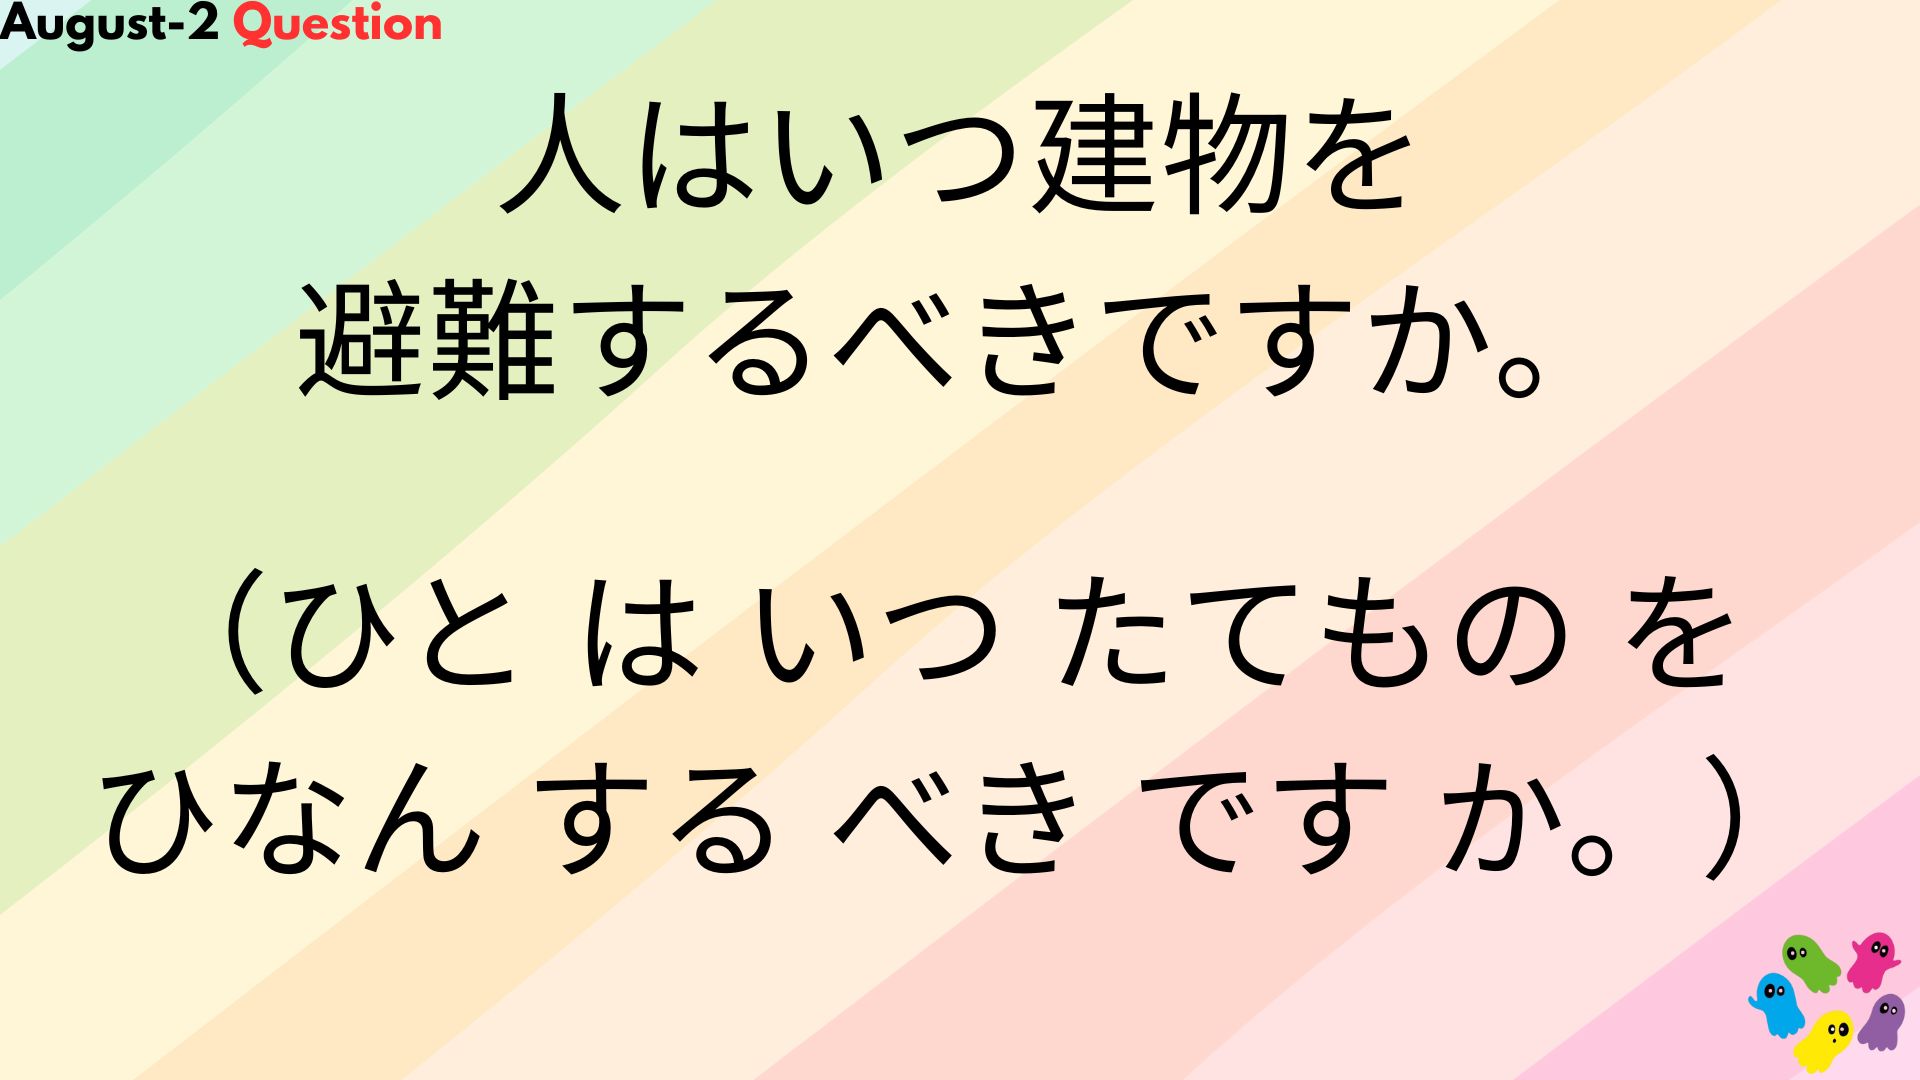 August-2 Question
人はいつ建物を
避難するべきですか。
（ひと は いつ たてもの を
ひなん する べき です か。）